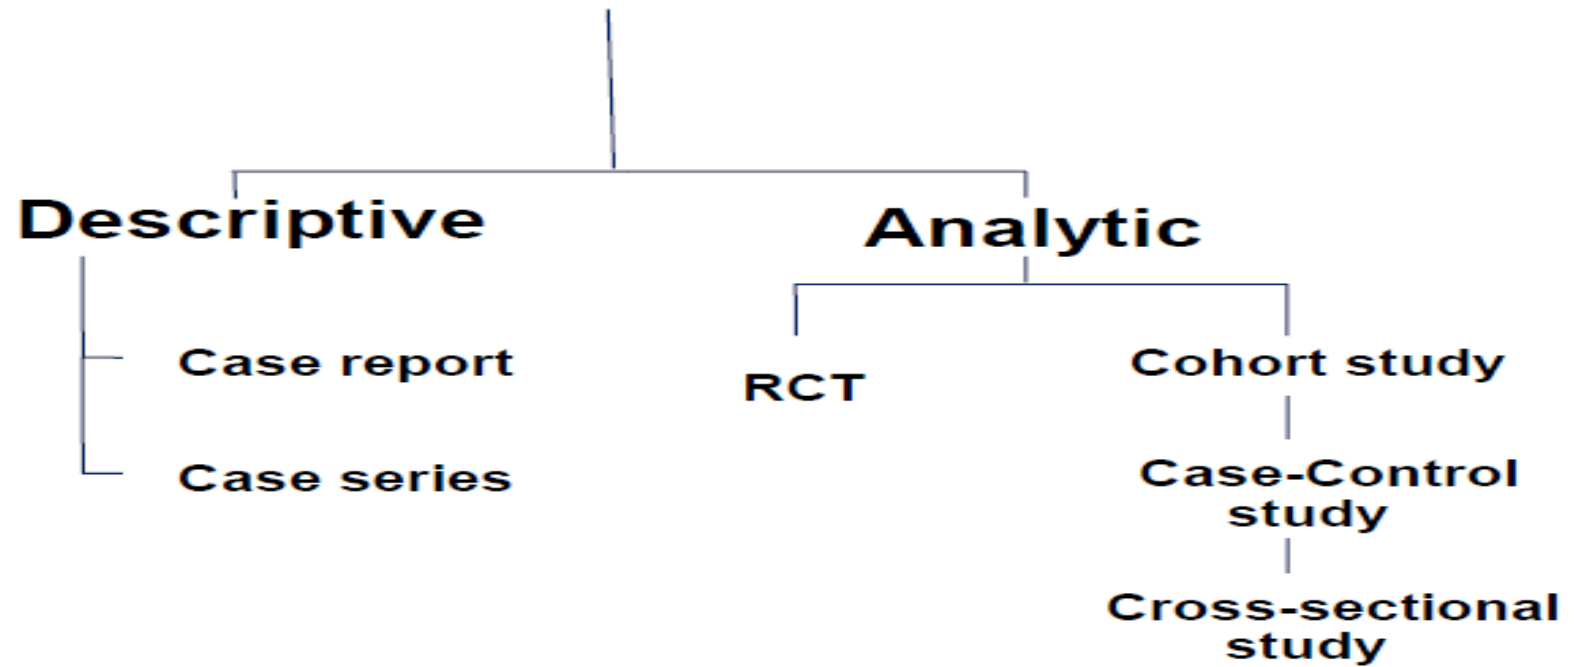 Descriptive
Analytic
Case report
Case series
RCT
Cohort study
Case-Control
study
Cross-sectional
study